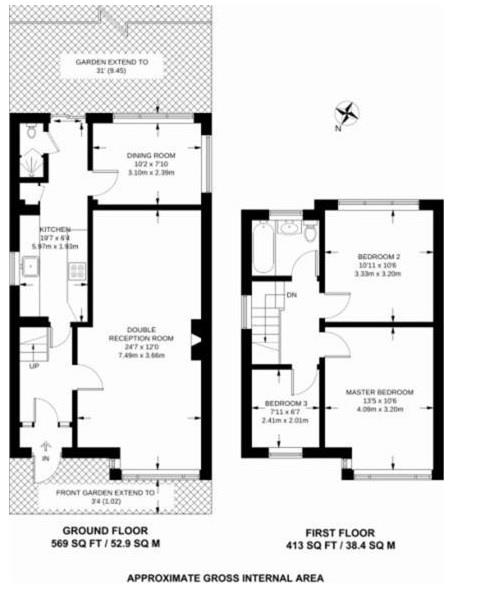 GARDEN EXTEND TO
31' (9.45)
N
DINING ROOM
10'2 x 7'10
3.10m x 2.39m
KITCHEN
19'7 x 6'4
5.97m x 1.93m
DOUBLE
RECEPTION ROOM
24'7 x 12'0
7.49m x 3.66m
UP
IN
FRONT GARDEN EXTEND TO
3'4 (1.02)
GROUND FLOOR
569 SQ FT / 52.9 SQ M
BEDROOM 2
10'11 x 10'6
3.33m x 3.20m
DN
MASTER BEDROOM
13'5 x 10'6
4.09m x 3.20m
BEDROOM 3
7'11 x 6'7
2.41m x 2.01m
FIRST FLOOR
413 SQ FT / 38.4 SQ M
APPROXIMATE GROSS INTERNAL AREA